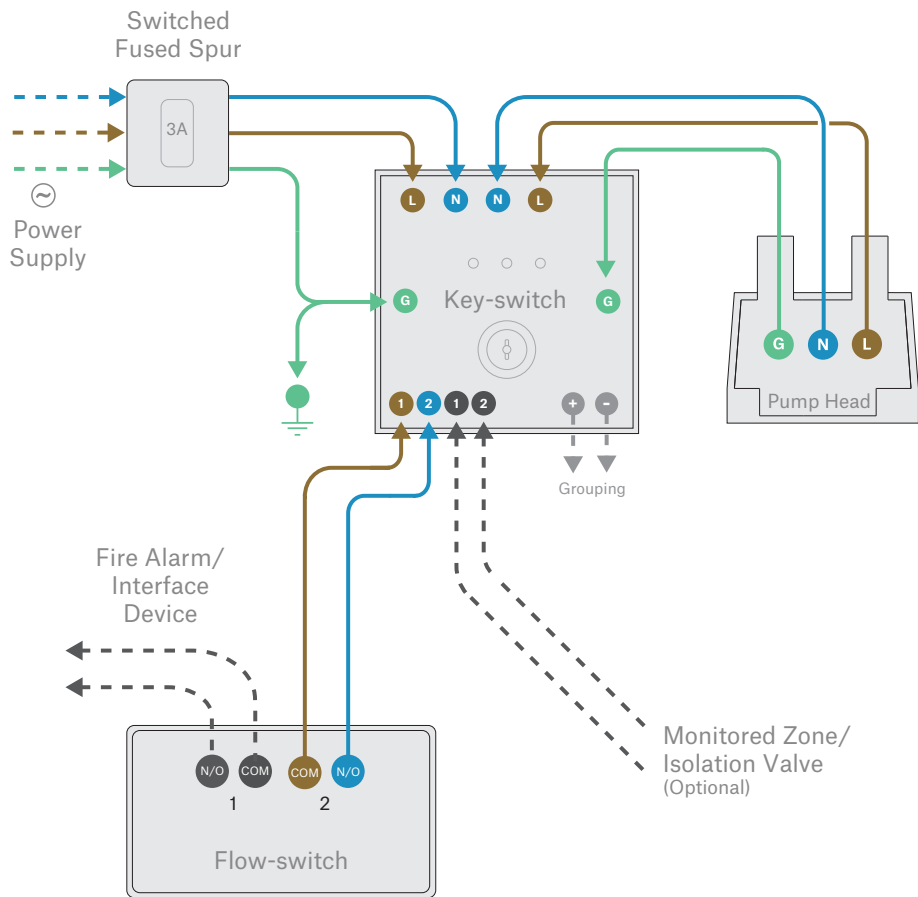 Switched
Fused Spur
3A
Power
Supply
L N N L
G Key-switch G
G N L
Pump Head
1 2 1 2 + -
Grouping
Fire Alarm/
Interface
Device
Monitored Zone/
Isolation Valve
(Optional)
N/O COM COM N/O
1 2
Flow-switch